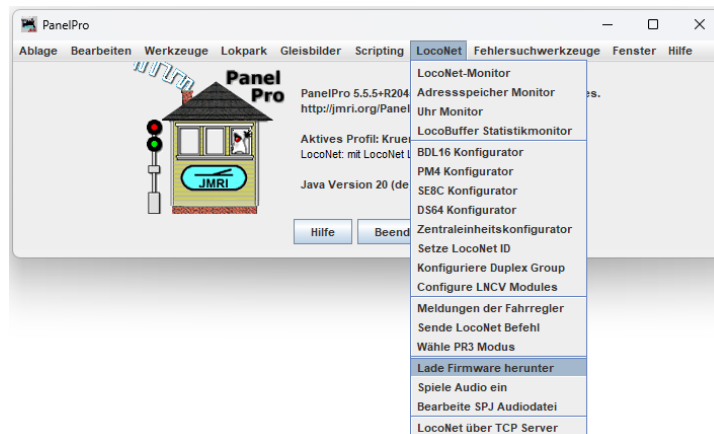 PanelPro
Ablage Bearbeiten Werkzeuge Lokpark Gleisbilder Scripting LocoNet Fehlersuchwerkzeuge Fenster Hilfe
Panel
Pro
JMRI
PanelPro 5.5.5+R204
es.
http://jmri.org/Panel
Aktives Profil: Krue
LocoNet: mit LocoNet
Java Version 20 (de
Hilfe
Beend
LocoNet-Monitor
Adressspeicher Monitor
Uhr Monitor
LocoBuffer Statistikmonitor
BDL16 Konfigurator
PM4 Konfigurator
SE8C Konfigurator
DS64 Konfigurator
Zentraleinheitskonfigurator
Setze LocoNet ID
Konfiguriere Duplex Group
Configure LNCV Modules
Meldungen der Fahrregler
Sende LocoNet Befehl
Wähle PR3 Modus
Lade Firmware herunter
Spiele Audio ein
Bearbeite SPJ Audiodatei
LocoNet über TCP Server